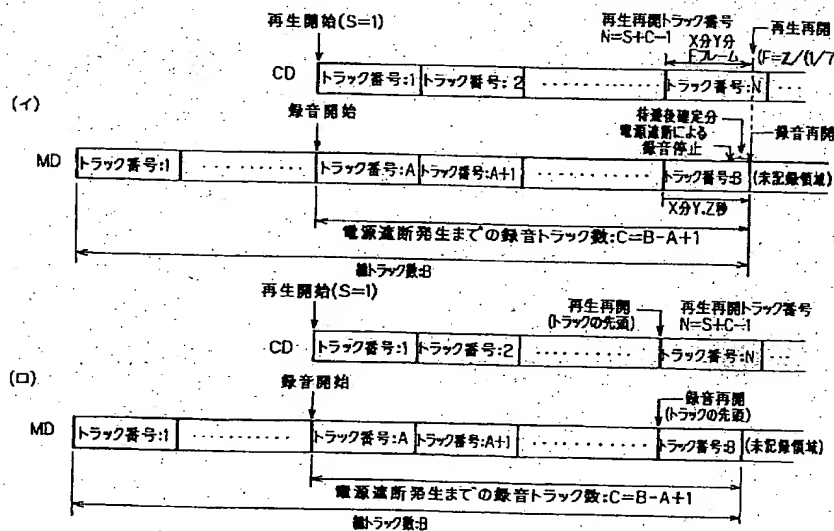 再生開始(S=1)
再生再開トラック番号
N=S+C-1
X分Y分
Fフレーム
再生再開
(F=Z/(1/7
CD
トラック番号:1
トラック番号:2
トラック番号:N
(イ)
録音開始
待避後確定分
電源遮断による
録音停止
録音再開
MD
トラック番号:1
トラック番号:A
トラック番号:A+1
トラック番号:B
(未記録領域)
X分Y.Z秒
電源遮断発生までの録音トラック数:C=B-A+1
総トラック数:B
再生開始(S=1)
再生再開
(トラックの先頭)
再生再開トラック番号
N=S+C-1
CD
トラック番号:1
トラック番号:2
トラック番号:N
(ロ)
録音開始
録音再開
(トラックの先頭)
MD
トラック番号:1
トラック番号:A
トラック番号:A+1
トラック番号:B
(未記録領域)
電源遮断発生までの録音トラック数:C=B-A+1
総トラック数:B